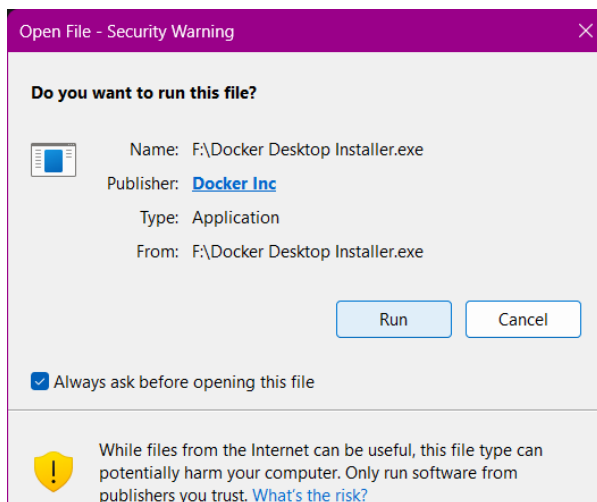 Open File - Security Warning
Do you want to run this file?
Name: F:\Docker Desktop Installer.exe
Publisher: Docker Inc
Type: Application
From: F:\Docker Desktop Installer.exe
Run Cancel
Always ask before opening this file
While files from the Internet can be useful, this file type can
potentially harm your computer. Only run software from
publishers you trust. What's the risk?